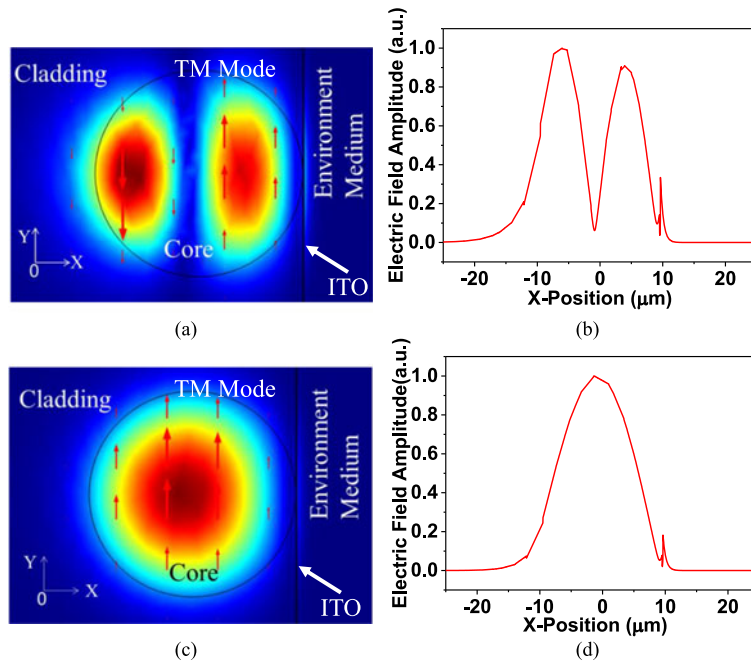 Cladding
TM Mode
Environment
Medium
Core
Y
0
X
ITO
(a)
Electric Field Amplitude (a.u.)
1.0
0.8
0.6
0.4
0.2
0.0
-20
-10
0
10
20
X-Position (μm)
(b)
Cladding
TM Mode
Environment
Medium
Core
Y
0
X
ITO
(c)
Electric Field Amplitude(a.u.)
1.0
0.8
0.6
0.4
0.2
0.0
-20
-10
0
10
20
X-Position (μm)
(d)